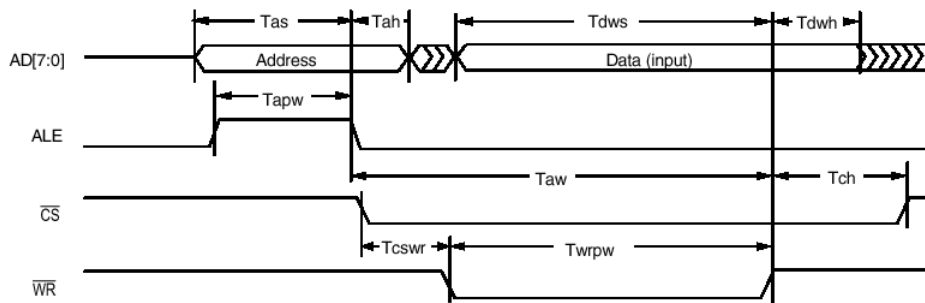 Tas Tah Tdws Tdwh
AD[7:0] Address Data (input)
Tapw
ALE
Taw Tch
CS
Tcswr Twrpw
WR